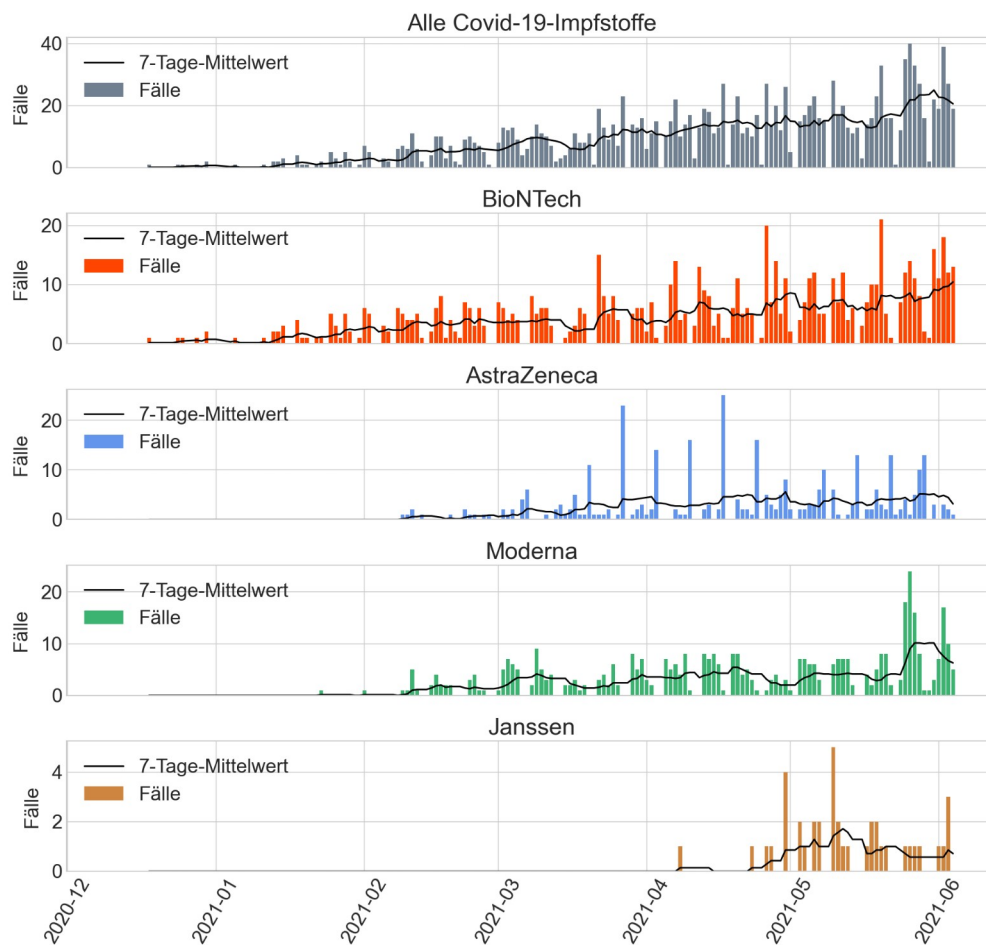 Alle Covid-19-Impfstoffe
40
20
0
Fälle
7-Tage-Mittelwert
Fälle
BioNTech
20
10
0
Fälle
7-Tage-Mittelwert
Fälle
AstraZeneca
20
10
0
Fälle
7-Tage-Mittelwert
Fälle
Moderna
20
10
0
Fälle
7-Tage-Mittelwert
Fälle
Janssen
4
2
0
Fälle
7-Tage-Mittelwert
Fälle
2020-12
2021-01
2021-02
2021-03
2021-04
2021-05
2021-06